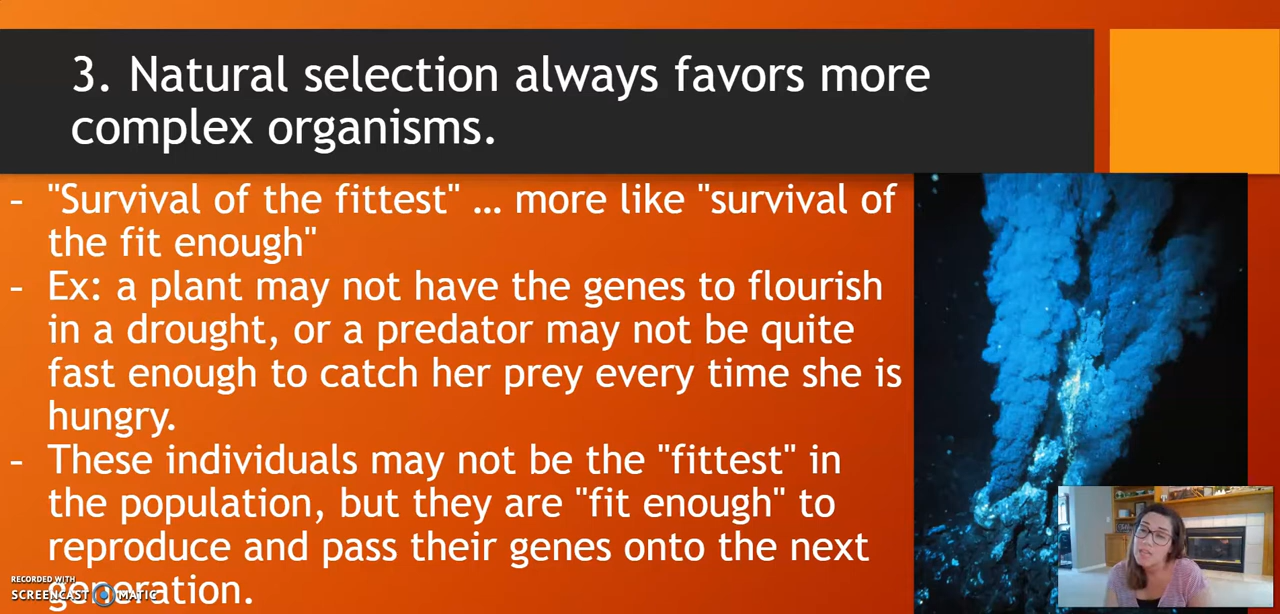 3. Natural selection always favors more
complex organisms.
- "Survival of the fittest" ... more like "survival of
the fit enough"
- Ex: a plant may not have the genes to flourish
in a drought, or a predator may not be quite
fast enough to catch her prey every time she is
hungry.
- These individuals may not be the "fittest" in
the population, but they are "fit enough" to
reproduce and pass their genes onto the next
generation.
RECORDED WITH
SCREENCAST MATIC